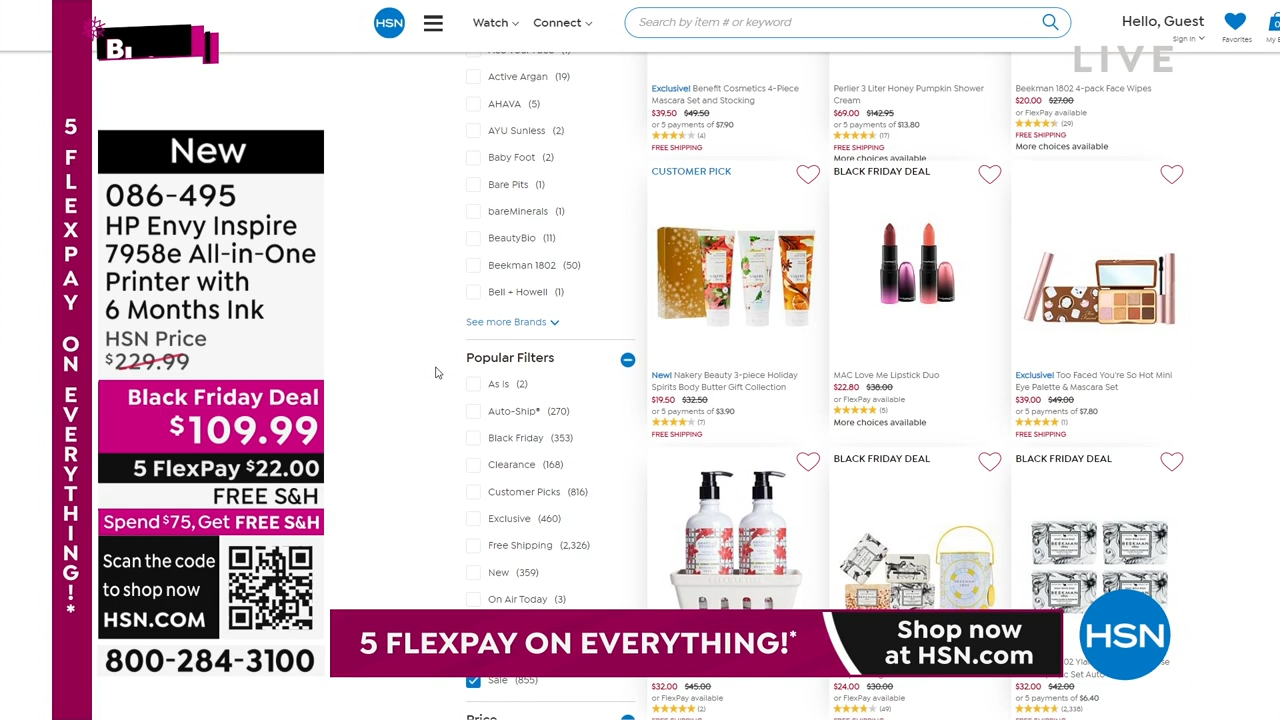 HSN
Watch
Connect
Search by item # or keyword
Hello, Guest
Sign In
Favorites
LIVE
5 FLEXPAY ON EVERYTHING!*
New
086-495
HP Envy Inspire
7958e All-in-One
Printer with
6 Months Ink
HSN Price
$229.99
Black Friday Deal
$109.99
5 FlexPay $22.00
FREE S&H
Spend $75, Get FREE S&H
Scan the code
to shop now
HSN.COM
800-284-3100
Active Argan (19)
AHAVA (5)
AYU Sunless (2)
Baby Foot (2)
Bare Pits (1)
bareMinerals (1)
BeautyBio (11)
Beekman 1802 (50)
Bell + Howell (1)
See more Brands
Popular Filters
As Is (2)
Auto-Ship® (270)
Black Friday (353)
Clearance (168)
Customer Picks (816)
Exclusive (460)
Free Shipping (2,326)
New (359)
On Air Today (3)
Sale (855)
Price
Exclusive! Benefit Cosmetics 4-Piece
Mascara Set and Stocking
$39.50 $49.50
or 5 payments of $7.90
(4)
FREE SHIPPING
Perlier 3 Liter Honey Pumpkin Shower
Cream
$69.00 $142.95
or 5 payments of $13.80
(17)
FREE SHIPPING
More choices available
Beekman 1802 4-pack Face Wipes
$20.00 $27.00
or FlexPay available
(29)
FREE SHIPPING
More choices available
CUSTOMER PICK
New! Nakery Beauty 3-piece Holiday
Spirits Body Butter Gift Collection
$19.50 $32.50
or 5 payments of $3.90
(7)
FREE SHIPPING
BLACK FRIDAY DEAL
MAC Love Me Lipstick Duo
$22.80 $38.00
or FlexPay available
(5)
More choices available
Exclusive! Too Faced You're So Hot Mini
Eye Palette & Mascara Set
$39.00 $49.00
or 5 payments of $7.80
(1)
FREE SHIPPING
BLACK FRIDAY DEAL
BLACK FRIDAY DEAL
$32.00 $45.00
or FlexPay available
(2)
$24.00 $30.00
or FlexPay available
(49)
$32.00 $42.00
or 5 payments of $6.40
(2,338)
5 FLEXPAY ON EVERYTHING!*
Shop now
at HSN.com
HSN